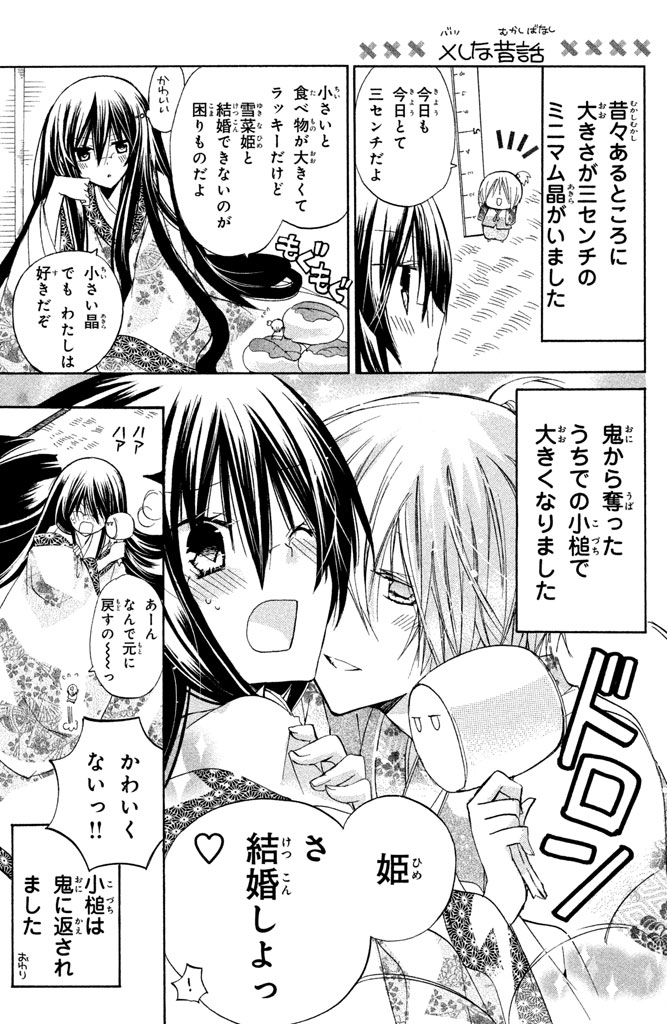 ×しな昔話
昔々あるところに
大きさが三センチの
ミニマム晶がいました
今日も
今日とて
三センチだよ
小さいと
食べ物が大きくて
ラッキーだけど
雪菜姫と
結婚できないのが
困りものだよ
かわいい
もぐもぐ
小さい晶
でも わたしは
好きだぞ
鬼から奪った
うちでの小槌で
大きくなりました
ドロン
姫
さ
結婚しよっ
♡
!
ハア
ハア
あーん
なんで元に
戻すの〜〜〜っ
かわいく
ないっ!!
小槌は
鬼に返され
ました
おわり